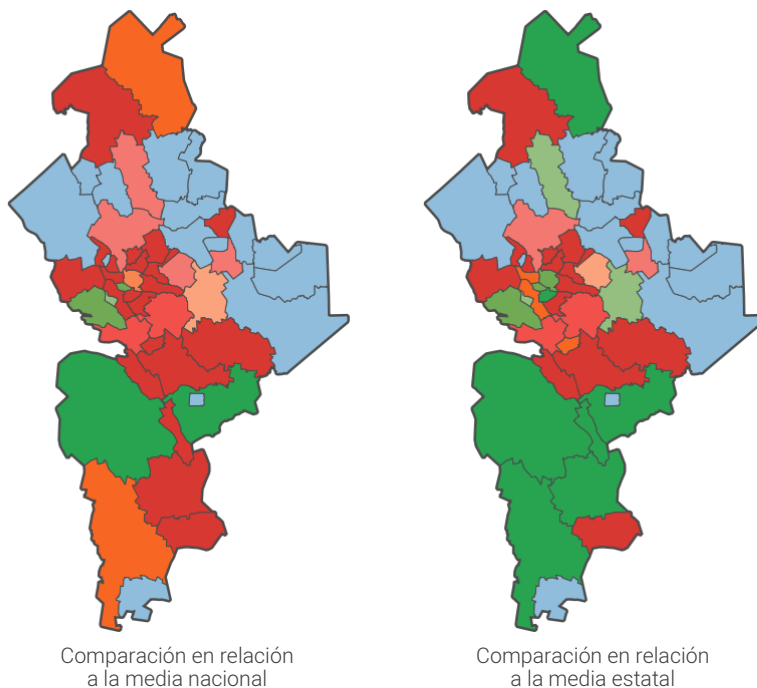 Comparación en relación
a la media nacional
Comparación en relación
a la media estatal